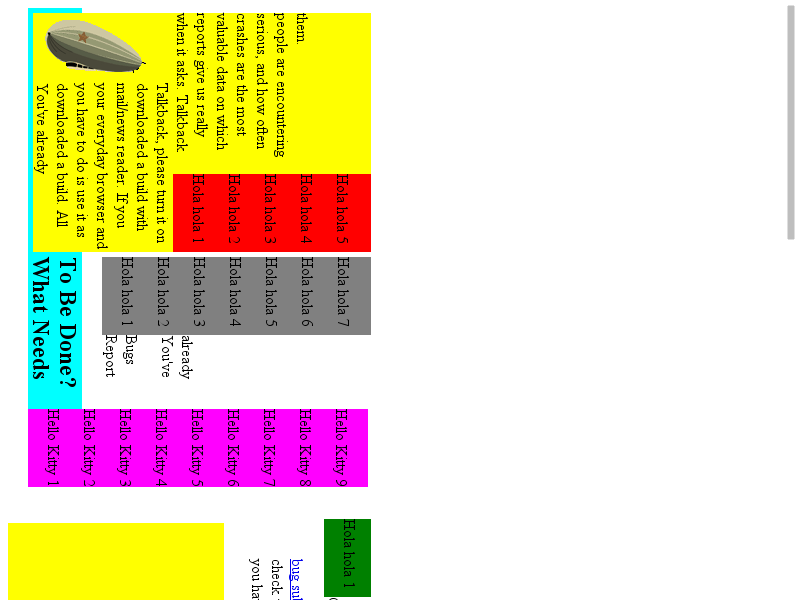 You've already
downloaded a build. All
you have to do is use it as
your everyday browser and
mail/news reader. If you
downloaded a build with
Talkback, please turn it on
when it asks. Talkback
reports give us really
valuable data on which
crashes are the most
serious, and how often
people are encountering
them.
Hola hola 1
Hola hola 2
Hola hola 3
Hola hola 4
Hola hola 5
What Needs
To Be Done?
Hola hola 1
Hola hola 2
Hola hola 3
Hola hola 4
Hola hola 5
Hola hola 6
Hola hola 7
Report
Bugs
You've
already
Hello Kitty 1
Hello Kitty 2
Hello Kitty 3
Hello Kitty 4
Hello Kitty 5
Hello Kitty 6
Hello Kitty 7
Hello Kitty 8
Hello Kitty 9
you
check
bug
Hola hola 1